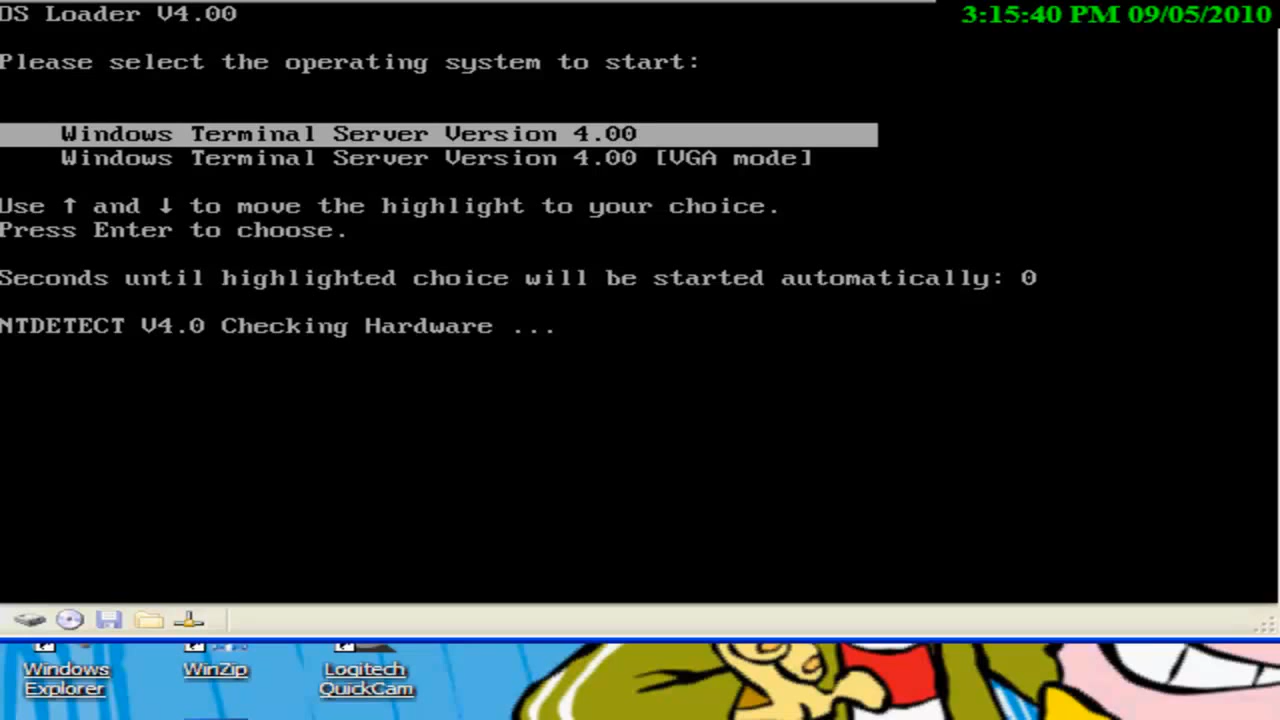 OS Loader V4.00
3:15:40 PM 09/05/2010
Please select the operating system to start:
Windows Terminal Server Version 4.00
Windows Terminal Server Version 4.00 [VGA mode]
Use ↑ and ↓ to move the highlight to your choice.
Press Enter to choose.
Seconds until highlighted choice will be started automatically: 0
NTDETECT V4.0 Checking Hardware ...
Windows Explorer
WinZip
Logitech QuickCam